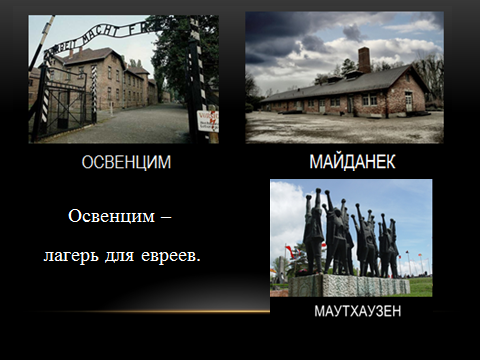 ARBEIT MACHT FREI
ОСВЕНЦИМ
МАЙДАНЕК
Освенцим –
лагерь для евреев.
МАУТХАУЗЕН